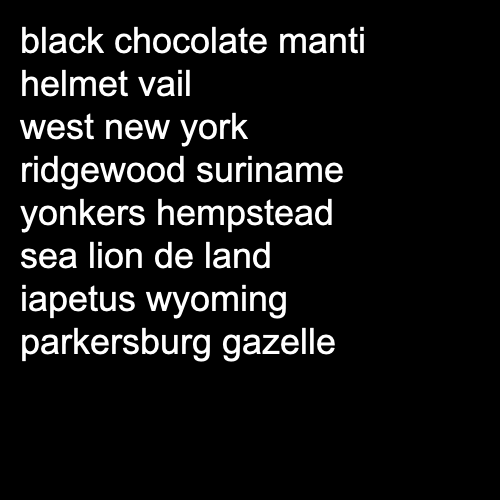 black chocolate manti
helmet vail
west new york
ridgewood suriname
yonkers hempstead
sea lion de land
iapetus wyoming
parkersburg gazelle